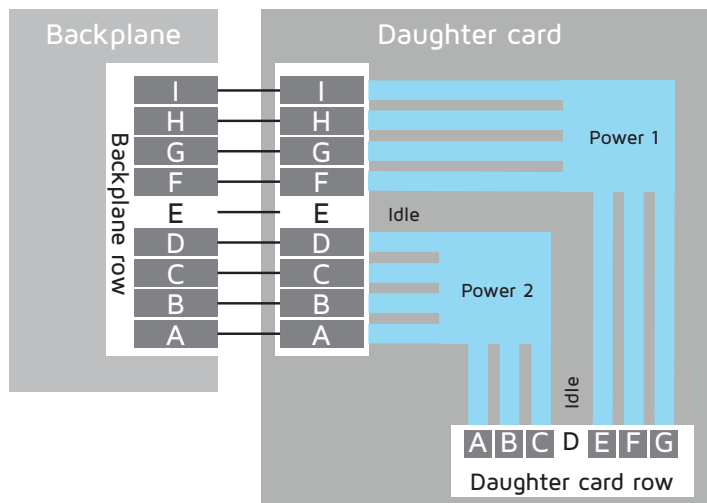 Backplane
Daughter card
I I
H H
G G Power 1
F F
E E Idle
D D
C C
B B Power 2
A A
Backplane row
Idle
A B C D E F G
Daughter card row